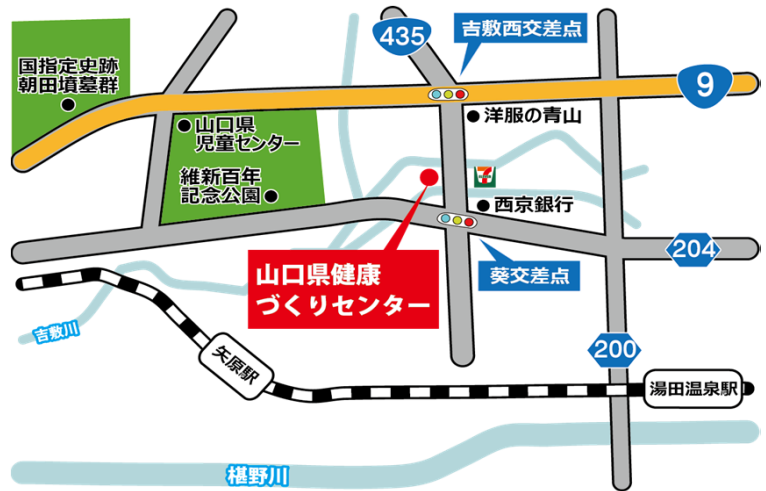 435
吉敷西交差点
国指定史跡
朝田墳墓群
9
洋服の青山
山口県
児童センター
維新百年
記念公園
7
西京銀行
204
山口県健康
づくりセンター
葵交差点
吉敷川
矢原駅
200
湯田温泉駅
椹野川